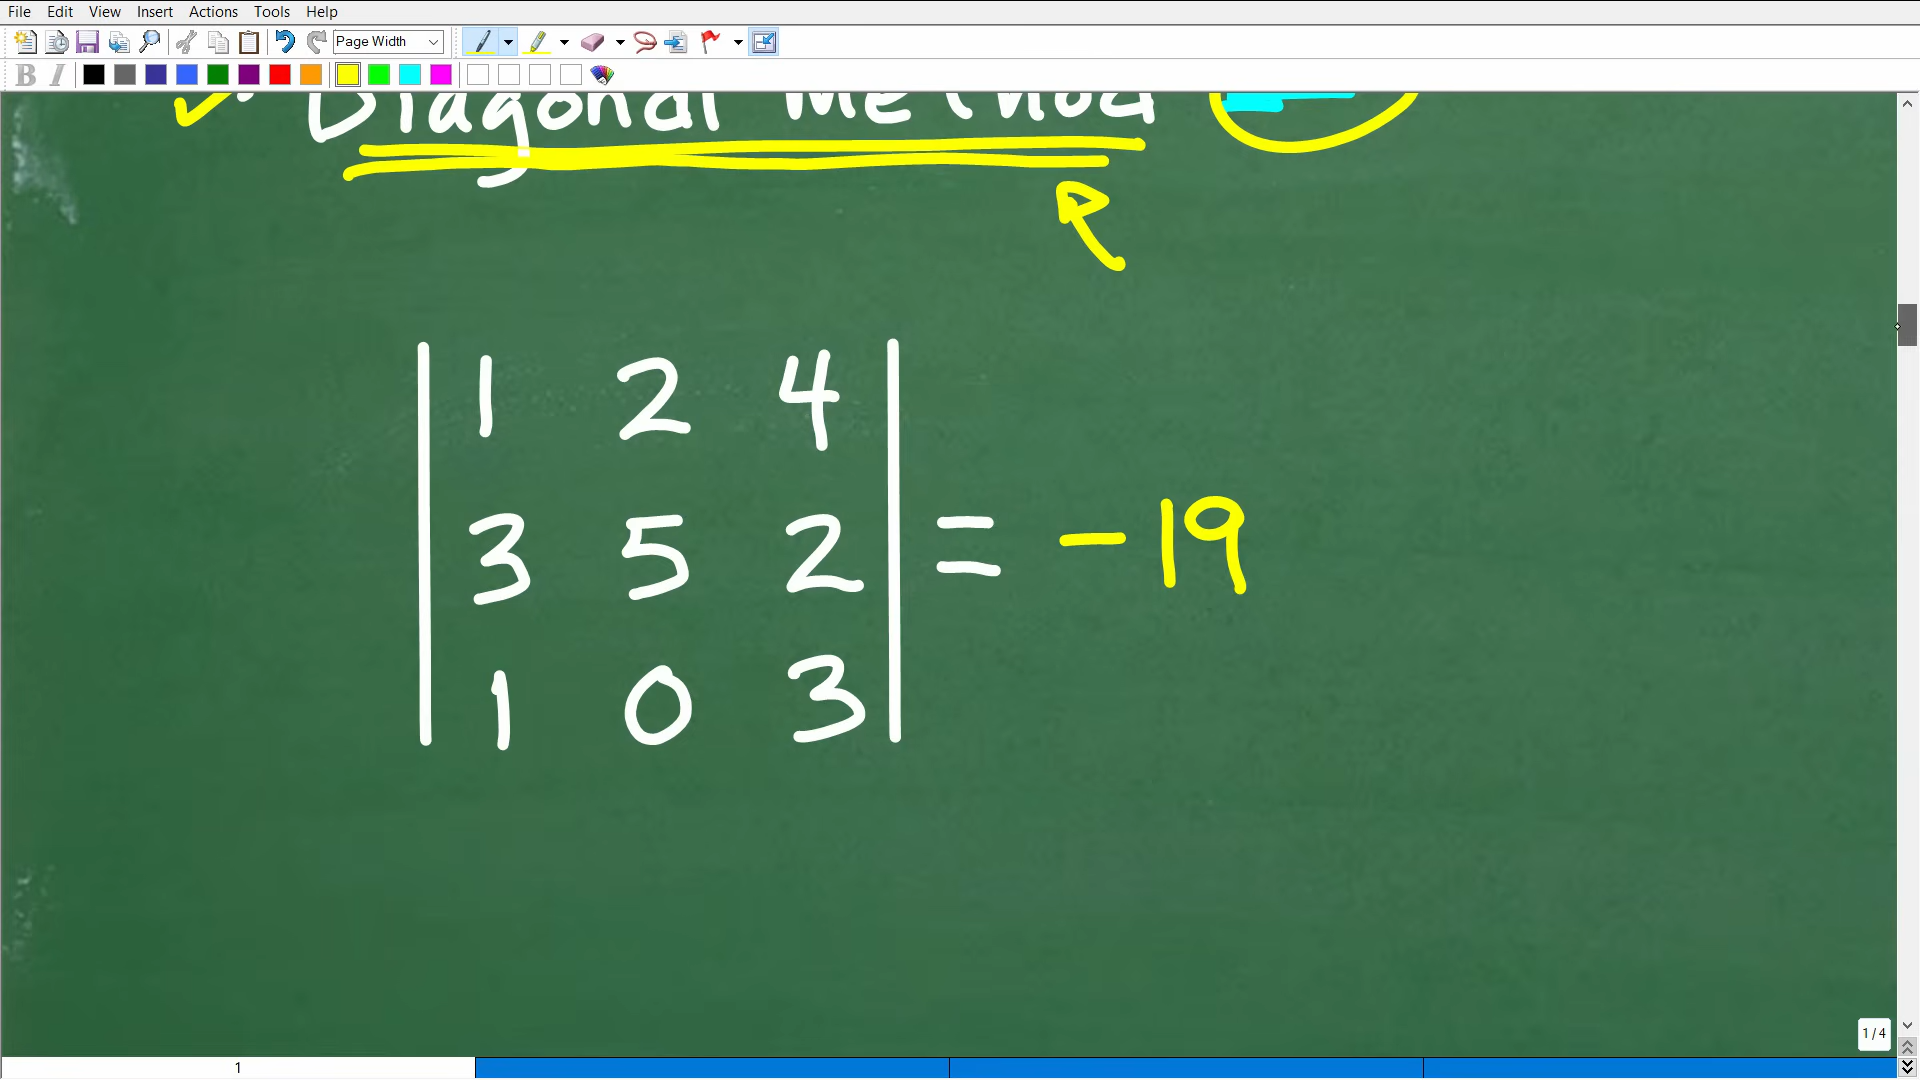 File Edit View Insert Actions Tools Help
Page Width
B I
Diagonal Method
1 2 4
3 5 2 = -19
1 0 3
1 / 4
1